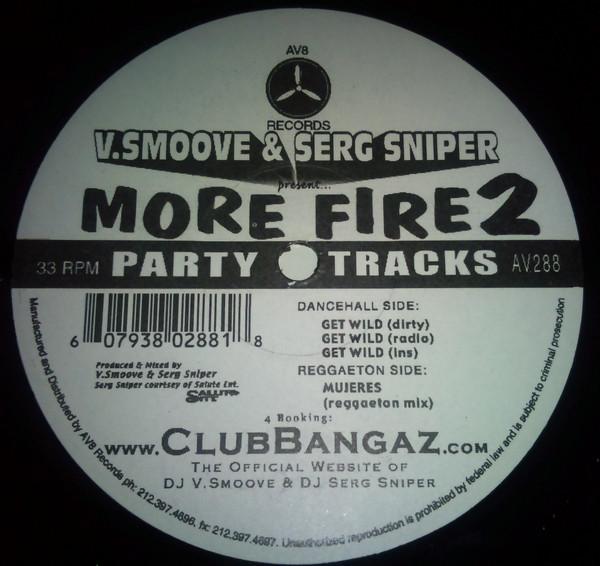 AV8
RECORDS
V.SMOOVE & SERG SNIPER
present...
MORE FIRE 2
33 RPM PARTY TRACKS AV288
6 07938 02881 8
Produced & Mixed by
V.Smoove & Serg Sniper
Serg Sniper courtsey of Salute Ent.
DANCEHALL SIDE:
GET WILD (dirty)
GET WILD (radio)
GET WILD (ins)
REGGAETON SIDE:
MUJERES
(reggaeton mix)
4 Booking:
www.CLUBBANGAZ.com
THE OFFICIAL WEBSITE OF
DJ V.SMOOVE & DJ SERG SNIPER
Manufactured and Distributed by AV8 Records ph: 212.397.4696. fx: 212.397.4697. Unauthorized reproduction is prohibited by federal law and is subject to criminal prosecution